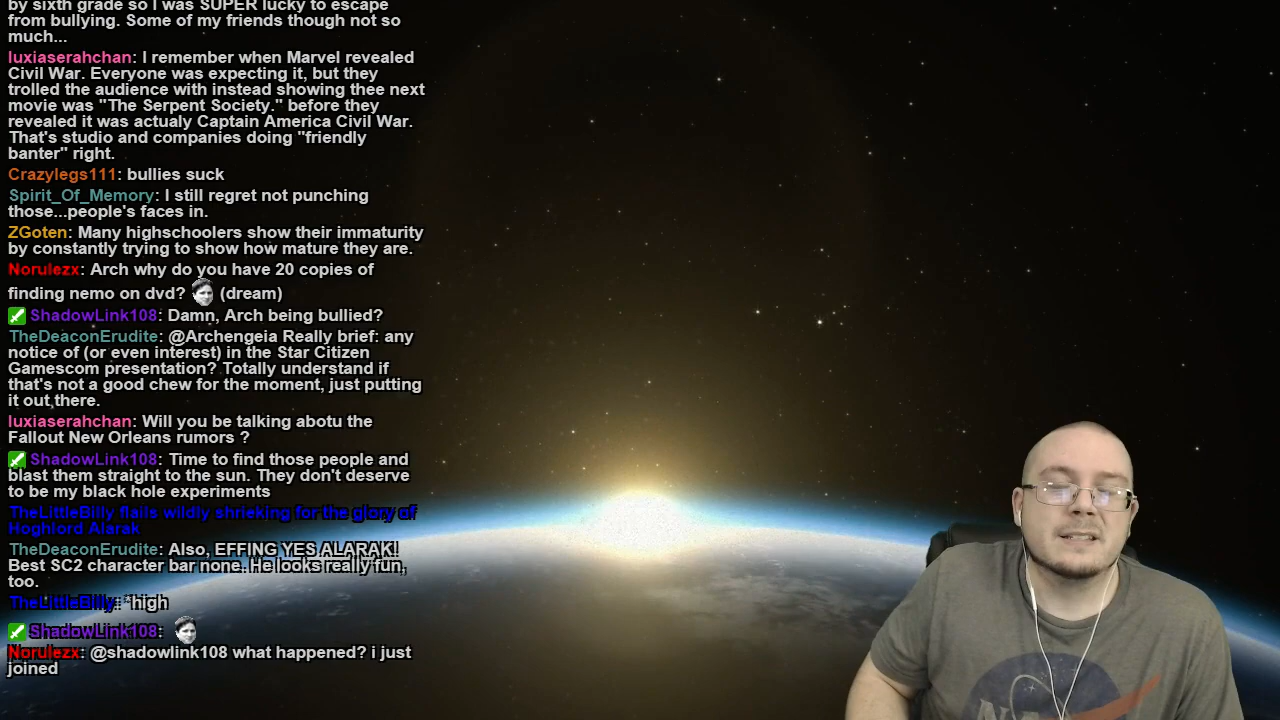 by sixth grade so I was SUPER lucky to escape
from bullying. Some of my friends though not so
much...
luxiaserahchan: I remember when Marvel revealed
Civil War. Everyone was expecting it, but they
trolled the audience with instead showing thee next
movie was "The Serpent Society." before they
revealed it was actualy Captain America Civil War.
That's studio and companies doing "friendly
banter" right.
Crazylegs111: bullies suck
Spirit_Of_Memory: I still regret not punching
those...people's faces in.
ZGoten: Many highschoolers show their immaturity
by constantly trying to show how mature they are.
Norulezx: Arch why do you have 20 copies of
finding nemo on dvd? (dream)
ShadowLink108: Damn, Arch being bullied?
TheDeaconErudite: @Archengeia Really brief: any
notice of (or even interest) in the Star Citizen
Gamescom presentation? Totally understand if
that's not a good chew for the moment, just putting
it out there.
luxiaserahchan: Will you be talking abotu the
Fallout New Orleans rumors ?
ShadowLink108: Time to find those people and
blast them straight to the sun. They don't deserve
to be my black hole experiments
TheLittleBilly flails wildly shrieking for the glory of
Hoghlord Alarak
TheDeaconErudite: Also, EFFING YES ALARAK!
Best SC2 character bar none. He looks really fun,
too.
TheLittleBilly: *high
ShadowLink108:
Norulezx: @shadowlink108 what happened? i just
joined